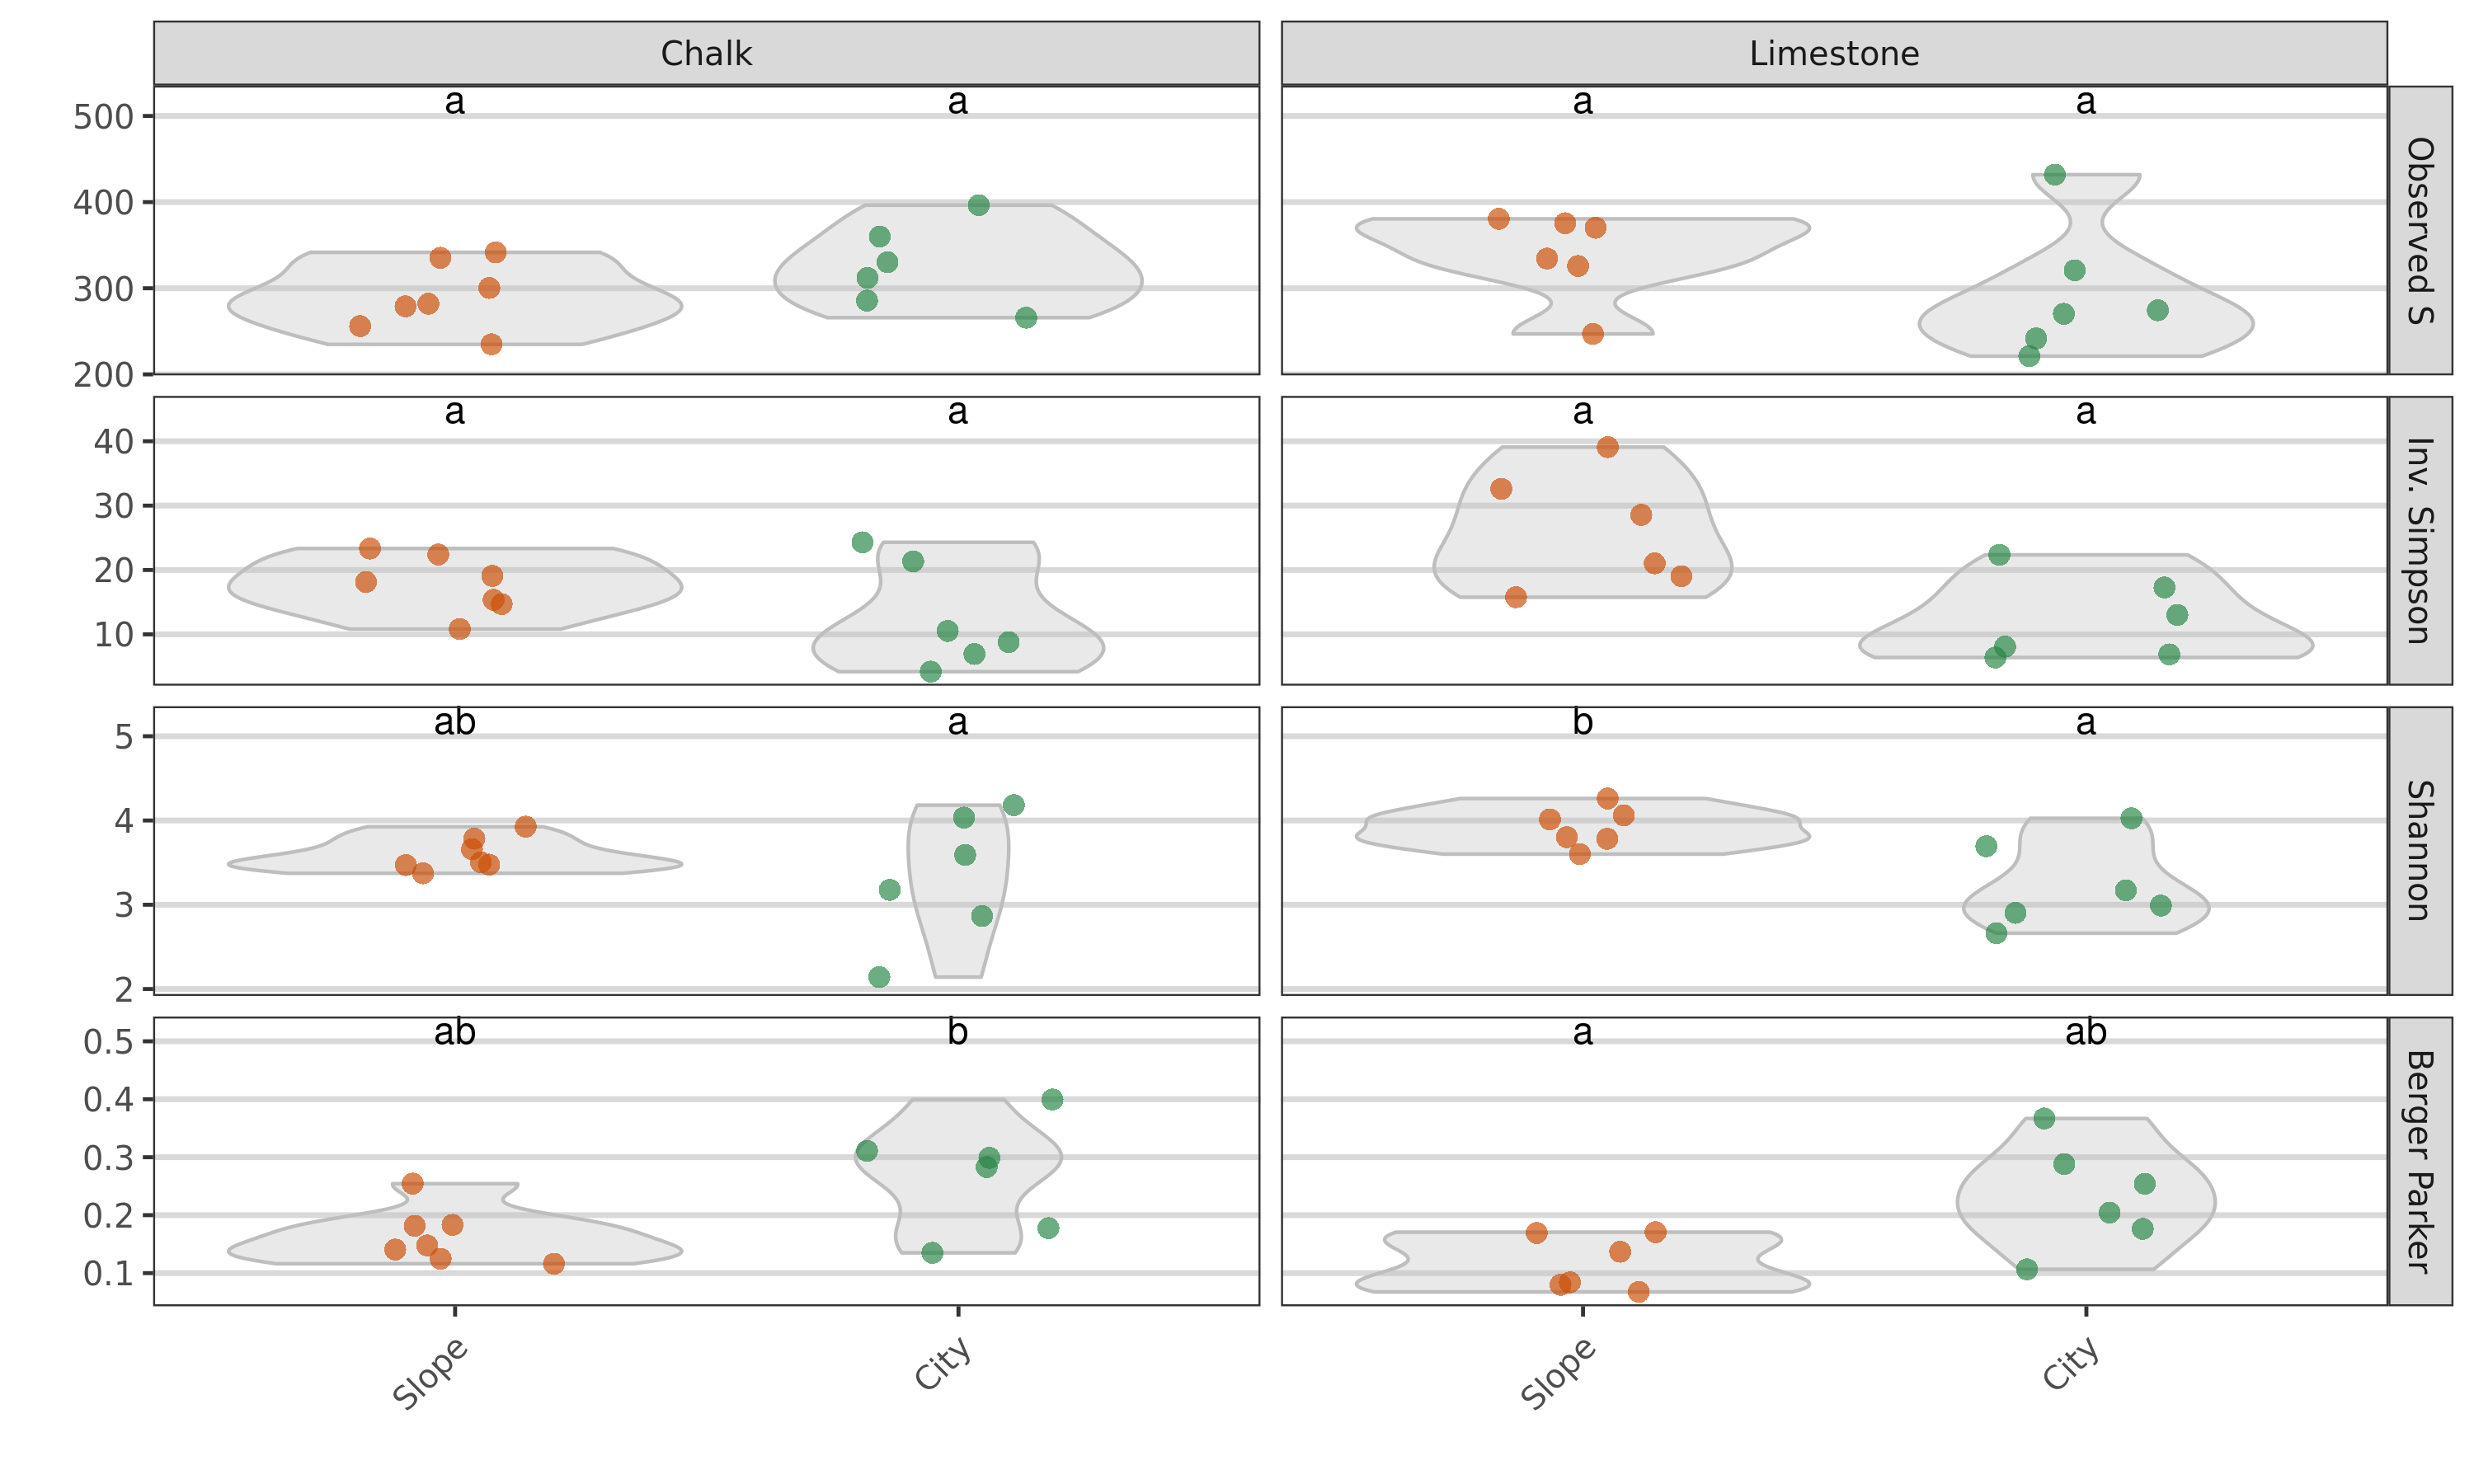 Chalk
Limestone
a a a a
500
400
300
200
Observed S
a a a a
40
30
20
10
Inv. Simpson
ab a b a
5
4
3
2
Shannon
ab b a ab
0.5
0.4
0.3
0.2
0.1
Berger Parker
Slope City Slope City